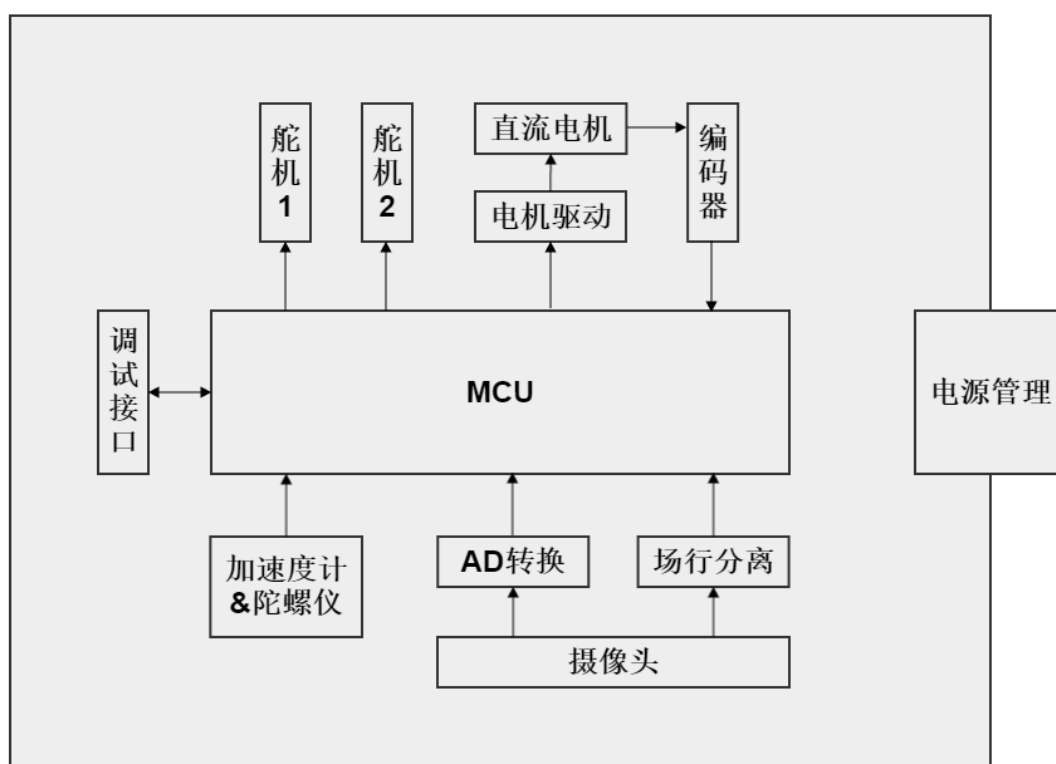 舵机1
舵机2
直流电机
编码器
电机驱动
调试接口
MCU
电源管理
加速度计
&陀螺仪
AD转换
场行分离
摄像头